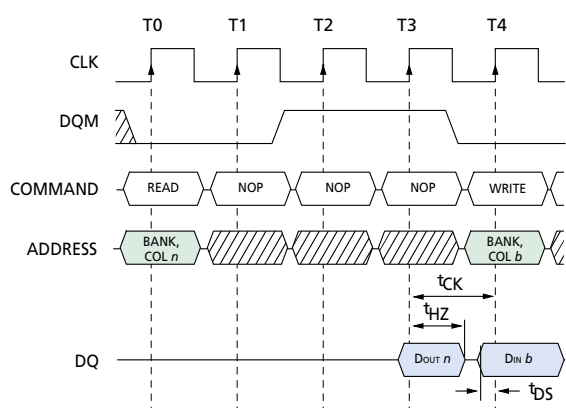 T0 T1 T2 T3 T4
CLK
DQM
COMMAND READ NOP NOP NOP WRITE
ADDRESS BANK, COL n BANK, COL b
tCK
tHZ
DQ DOUT n DIN b
tDS